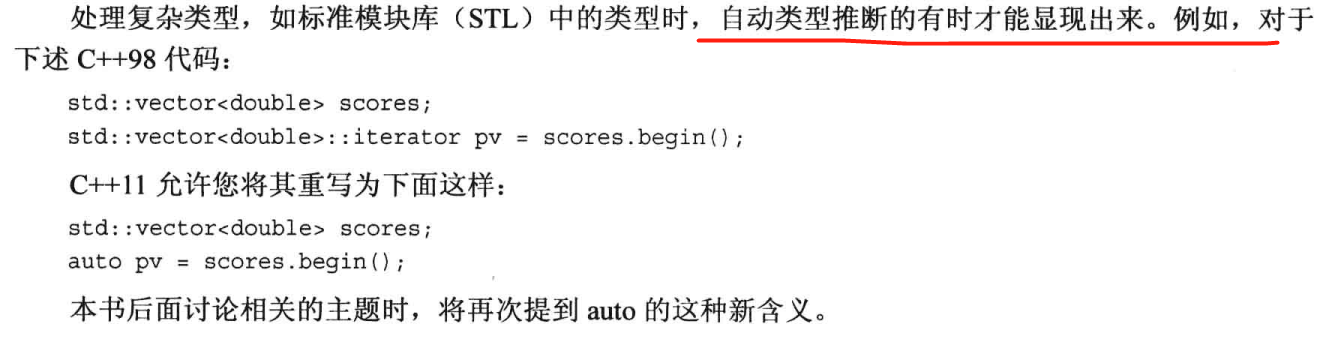 处理复杂类型，如标准模块库（STL）中的类型时，自动类型推断的有时才能显现出来。例如，对于
下述 C++98 代码：
std::vector<double> scores;
std::vector<double>::iterator pv = scores.begin();
C++11 允许您将其重写为下面这样：
std::vector<double> scores;
auto pv = scores.begin();
本书后面讨论相关的主题时，将再次提到 auto 的这种新含义。